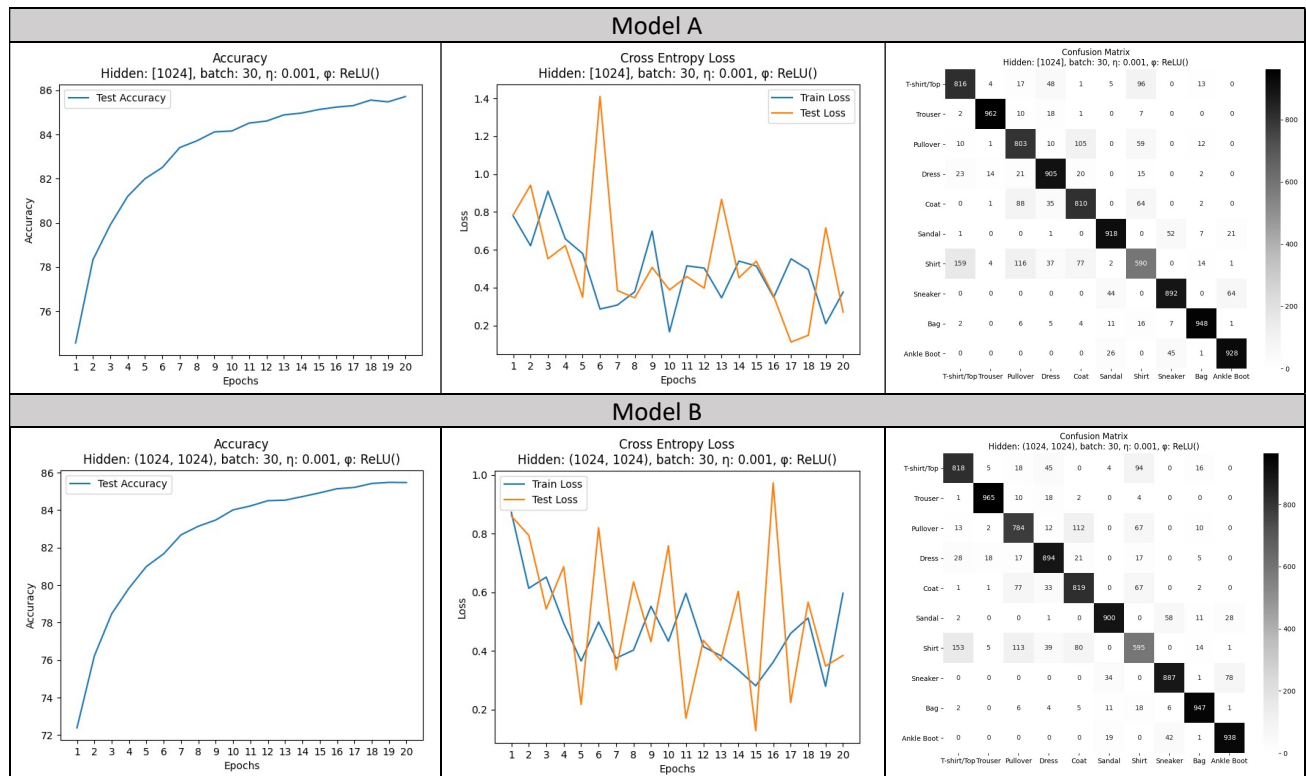 Model A
Accuracy
Hidden: [1024], batch: 30, η: 0.001, φ: ReLU()
Test Accuracy
86
84
82
80
78
76
Accuracy
1 2 3 4 5 6 7 8 9 10 11 12 13 14 15 16 17 18 19 20
Epochs
Cross Entropy Loss
Hidden: [1024], batch: 30, η: 0.001, φ: ReLU()
Train Loss
Test Loss
1.4
1.2
1.0
0.8
0.6
0.4
0.2
Loss
1 2 3 4 5 6 7 8 9 10 11 12 13 14 15 16 17 18 19 20
Epochs
Confusion Matrix
Hidden: [1024], batch: 30, η: 0.001, φ: ReLU()
T-shirt/Top 816 4 17 48 1 5 96 0 13 0
Trouser 2 962 10 18 1 0 7 0 0 0
Pullover 10 1 803 10 105 0 59 0 12 0
Dress 23 14 21 905 20 0 15 0 2 0
Coat 0 1 88 35 810 0 64 0 2 0
Sandal 1 0 0 1 0 918 0 52 7 21
Shirt 159 4 116 37 77 2 590 0 14 1
Sneaker 0 0 0 0 0 44 0 892 0 64
Bag 2 0 6 5 4 11 16 7 948 1
Ankle Boot 0 0 0 0 0 26 0 45 1 928
T-shirt/Top Trouser Pullover Dress Coat Sandal Shirt Sneaker Bag Ankle Boot
800
600
400
200
0
Model B
Accuracy
Hidden: (1024, 1024), batch: 30, η: 0.001, φ: ReLU()
Test Accuracy
86
84
82
80
78
76
74
72
Accuracy
1 2 3 4 5 6 7 8 9 10 11 12 13 14 15 16 17 18 19 20
Epochs
Cross Entropy Loss
Hidden: (1024, 1024), batch: 30, η: 0.001, φ: ReLU()
Train Loss
Test Loss
1.0
0.8
0.6
0.4
0.2
Loss
1 2 3 4 5 6 7 8 9 10 11 12 13 14 15 16 17 18 19 20
Epochs
Confusion Matrix
Hidden: (1024, 1024), batch: 30, η: 0.001, φ: ReLU()
T-shirt/Top 818 5 18 45 0 4 94 0 16 0
Trouser 1 965 10 18 2 0 4 0 0 0
Pullover 13 2 784 12 112 0 67 0 10 0
Dress 28 18 17 894 21 0 17 0 5 0
Coat 1 1 77 33 819 0 67 0 2 0
Sandal 2 0 0 1 0 900 0 58 11 28
Shirt 153 5 113 39 80 0 595 0 14 1
Sneaker 0 0 0 0 0 34 0 887 1 78
Bag 2 0 6 4 5 11 18 6 947 1
Ankle Boot 0 0 0 0 0 19 0 42 1 938
T-shirt/Top Trouser Pullover Dress Coat Sandal Shirt Sneaker Bag Ankle Boot
800
600
400
200
0